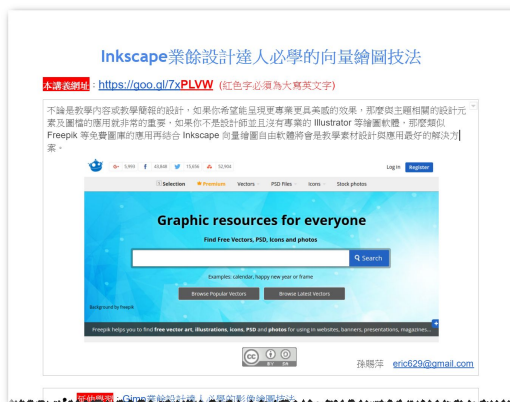 Inkscape業餘設計達人必學的向量繪圖技法
本講義網址：https://goo.gl/7xPLVW (紅色字必須為大寫英文字)
不論是教學內容或教學簡報的設計，如果你希望能呈現更專業更具美感的效果，那麼與主題相關的設計元
素及圖檔的應用就非常的重要。如果你不是設計師並且沒有專業的 Illustrator 等繪圖軟體，那麼類似
Freepik 等免費圖庫的應用再結合 Inkscape 向量繪圖自由軟體將會是教學素材設計與應用最好的解決方
案。
Log in Register
Selection Premium Vectors PSD Files Icons Stock photos
Graphic resources for everyone
Find Free Vectors, PSD, Icons and photos
Search
Examples: calendar, happy new year or frame
Browse Popular Vectors Browse Latest Vectors
Background by freepik
Freepik helps you to find free vector art, illustrations, icons, PSD and photos for using in websites, banners, presentations, magazines...
孫賜萍 eric629@gmail.com
延伸學習：Gimp業餘設計達人必學的影像繪圖技法